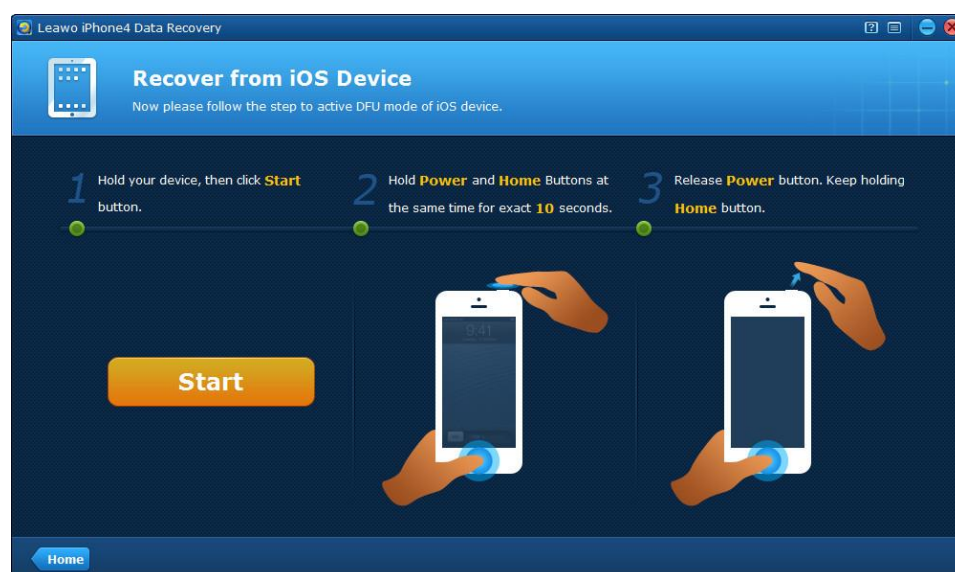 Leawo iPhone4 Data Recovery
Recover from iOS Device
Now please follow the step to active DFU mode of iOS device.
1
Hold your device, then click Start
button.
2
Hold Power and Home Buttons at
the same time for exact 10 seconds.
3
Release Power button. Keep holding
Home button.
9:41
Start
Home